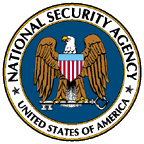 NATIONAL SECURITY AGENCY
UNITED STATES OF AMERICA